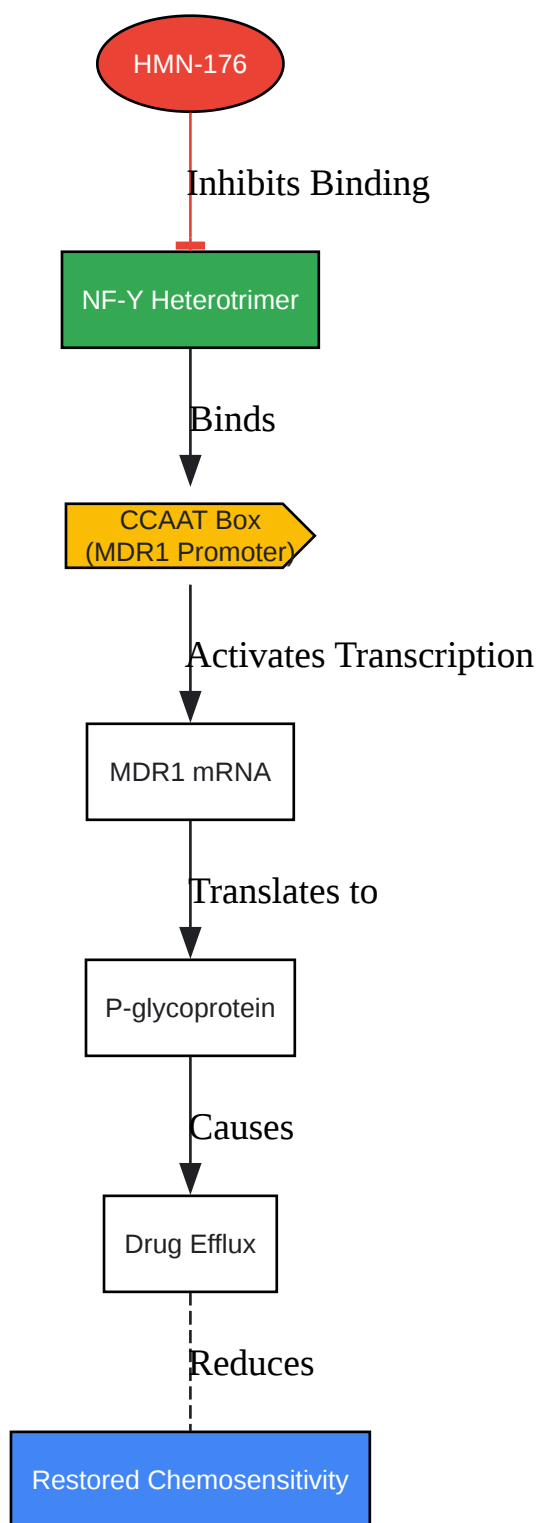 HMN-176
Inhibits Binding
NF-Y Heterotrimer
Binds
CCAAT Box
(MDR1 Promoter)
Activates Transcription
MDR1 mRNA
Translates to
P-glycoprotein
Causes
Drug Efflux
Reduces
Restored Chemosensitivity